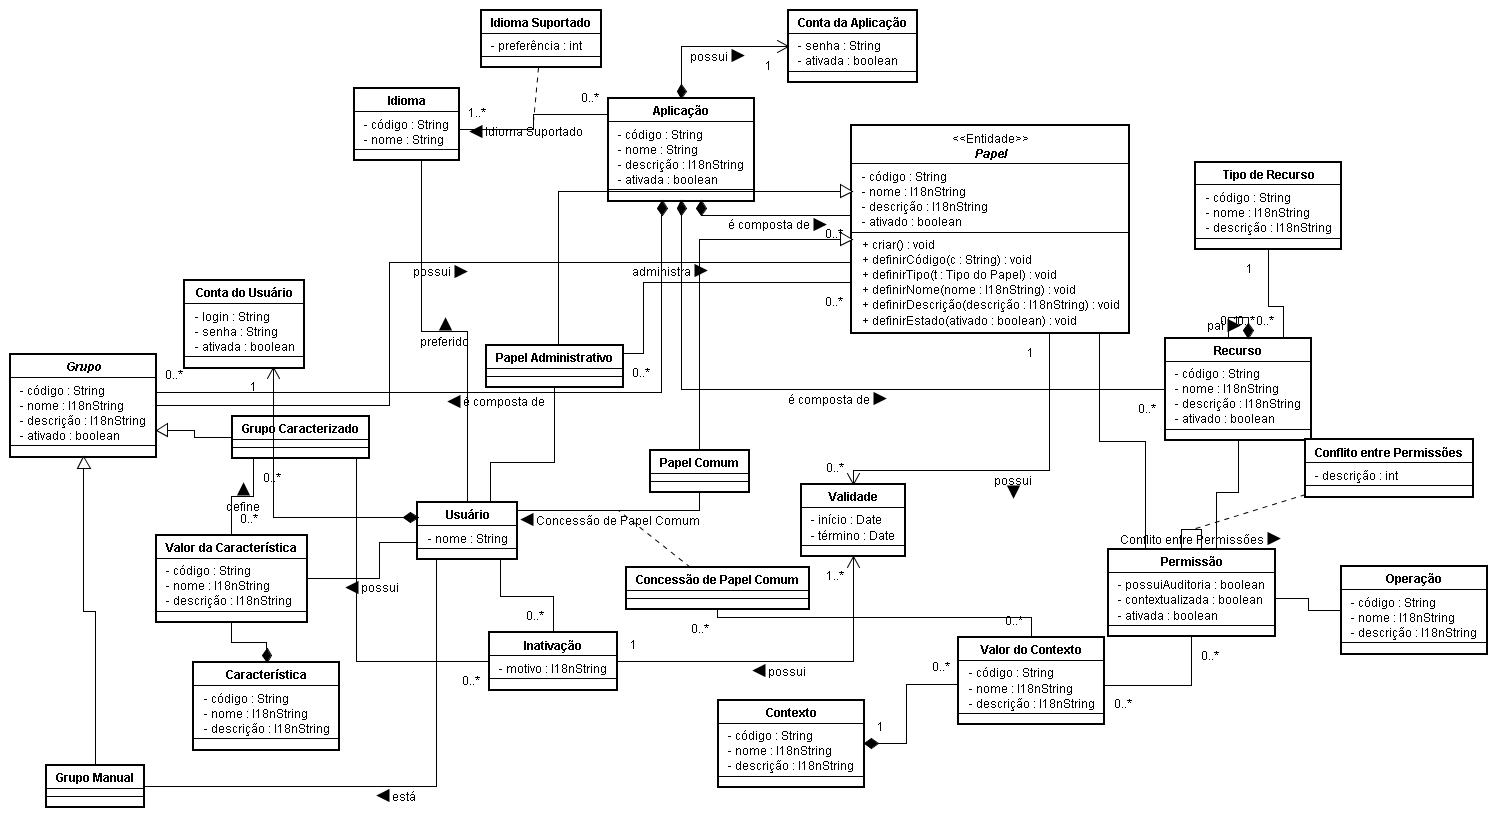 Idioma Suportado
- preferência : int
Conta da Aplicação
- senha : String
- ativada : boolean
possui
1
Idioma
- código : String
- nome : String
1..*
0..*
Idioma Suportado
Aplicação
- código : String
- nome : String
- descrição : I18nString
- ativada : boolean
<<Entidade>>
Papel
- código : String
- nome : I18nString
- descrição : I18nString
- ativado : boolean
+ criar() : void
+ definirCódigo(c : String) : void
+ definirTipo(t : Tipo do Papel) : void
+ definirNome(nome : I18nString) : void
+ definirDescrição(descrição : I18nString) : void
+ definirEstado(ativado : boolean) : void
Tipo de Recurso
- código : String
- nome : I18nString
- descrição : I18nString
1
é composta de
0..*
possui
administra
0..*
Conta do Usuário
- login : String
- senha : String
- ativada : boolean
preferido
Papel Administrativo
0..*
1
pai
0..*
Recurso
- código : String
- nome : I18nString
- descrição : I18nString
- ativado : boolean
Grupo
- código : String
- nome : I18nString
- descrição : I18nString
- ativado : boolean
0..*
1
é composta de
é composta de
0..*
Grupo Caracterizado
0..*
define
0..*
Papel Comum
Conflito entre Permissões
- descrição : int
0..*
possui
Validade
- início : Date
- término : Date
1..*
Usuário
- nome : String
Concessão de Papel Comum
Conflito entre Permissões
Valor da Característica
- código : String
- nome : I18nString
- descrição : I18nString
possui
Concessão de Papel Comum
0..*
Permissão
- possuiAuditoria : boolean
- contextualizada : boolean
- ativada : boolean
Operação
- código : String
- nome : I18nString
- descrição : I18nString
0..*
0..*
Inativação
- motivo : I18nString
1
possui
0..*
Valor do Contexto
- código : String
- nome : I18nString
- descrição : I18nString
0..*
0..*
0..*
Característica
- código : String
- nome : I18nString
- descrição : I18nString
Contexto
- código : String
- nome : I18nString
- descrição : I18nString
1
Grupo Manual
está